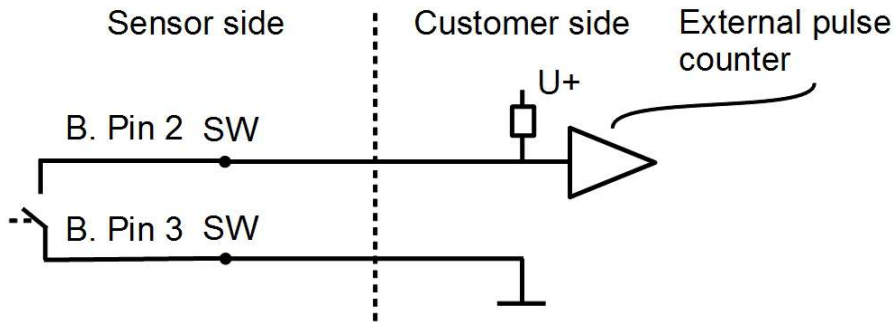 Sensor side
Customer side
External pulse
counter
U+
B. Pin 2 SW
B. Pin 3 SW